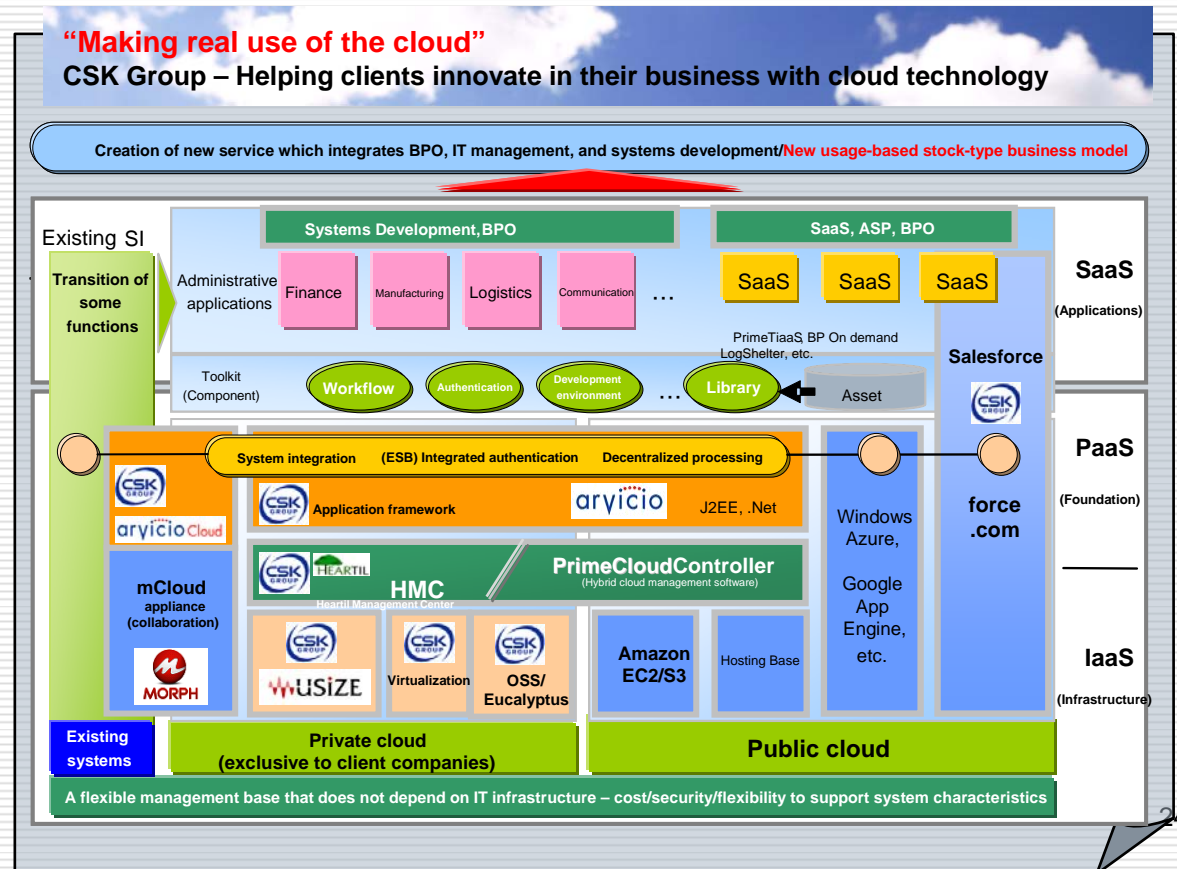 “Making real use of the cloud”
CSK Group – Helping clients innovate in their business with cloud technology
Creation of new service which integrates BPO, IT management, and systems development/New usage-based stock-type business model
Existing SI
Transition of
some
functions
Administrative
applications
Systems Development,BPO
Finance
Manufacturing
Logistics
Communication
...
SaaS, ASP, BPO
SaaS
SaaS
SaaS
PrimeTiaaS, BP On demand
LogShelter, etc.
SaaS
(Applications)
Toolkit
(Component)
Workflow
Authentication
Development
environment
...
Library
Asset
Salesforce
CSK
GROUP
System integration (ESB) Integrated authentication Decentralized processing
PaaS
(Foundation)
CSK
GROUP
arvicio Cloud
CSK
GROUP
Application framework
arvicio
J2EE, .Net
Windows
Azure,
Google
App
Engine,
etc.
force
.com
mCloud
appliance
(collaboration)
MORPH
CSK
GROUP
HEARTIL
HMC
Heartil Management Center
PrimeCloudController
(Hybrid cloud management software)
CSK
GROUP
USiZE
CSK
GROUP
Virtualization
CSK
GROUP
OSS/
Eucalyptus
Amazon
EC2/S3
Hosting Base
IaaS
(Infrastructure)
Existing
systems
Private cloud
(exclusive to client companies)
Public cloud
A flexible management base that does not depend on IT infrastructure – cost/security/flexibility to support system characteristics